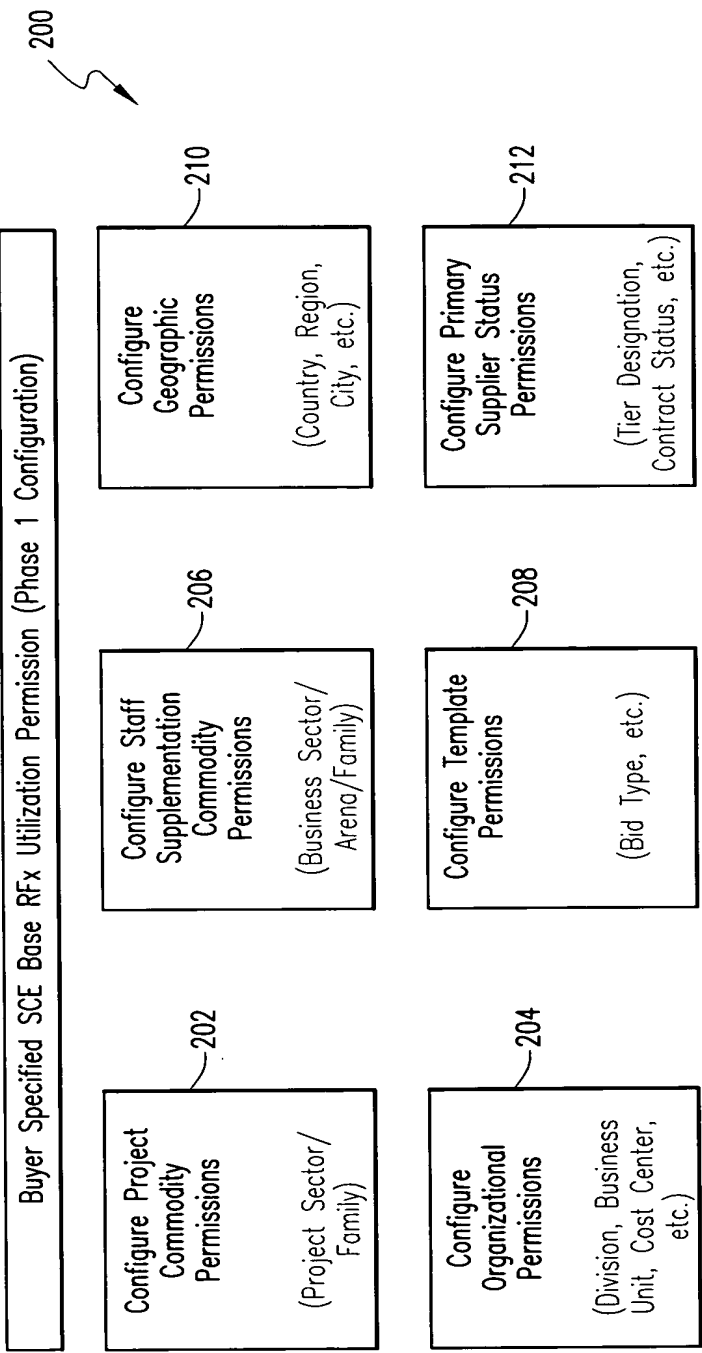 Buyer Specified SCE Base RFx Utilization Permission (Phase 1 Configuration)
200
202
Configure Project
Commodity
Permissions
(Project Sector/
Family)
206
Configure Staff
Supplementation
Commodity
Permissions
(Business Sector/
Arena/Family)
210
Configure
Geographic
Permissions
(Country, Region,
City, etc.)
204
Configure
Organizational
Permissions
(Division, Business
Unit, Cost Center,
etc.)
208
Configure Template
Permissions
(Bid Type, etc.)
212
Configure Primary
Supplier Status
Permissions
(Tier Designation,
Contract Status, etc.)